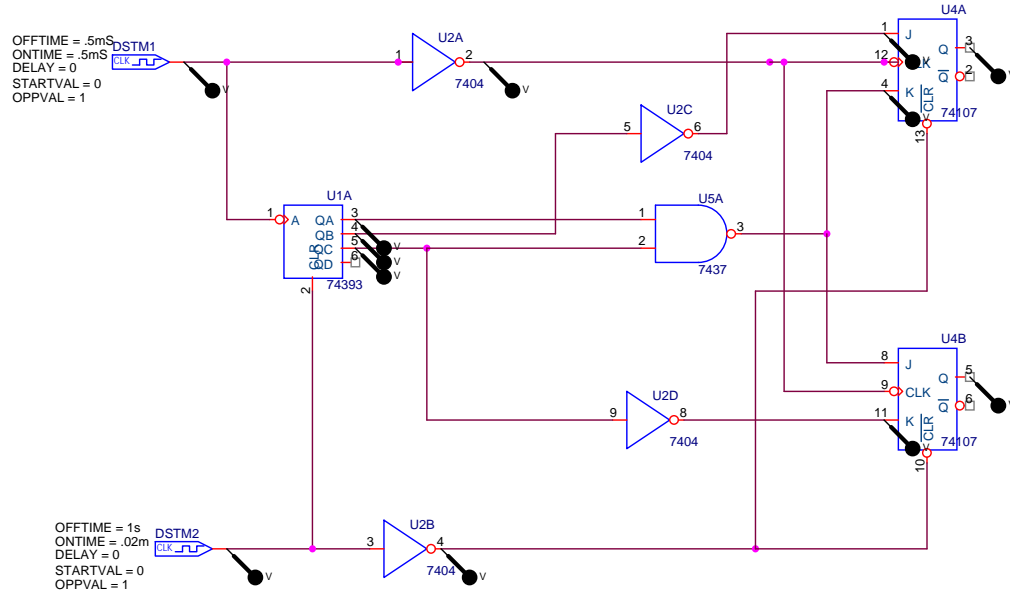 OFFTIME = .5mS
ONTIME = .5mS
DELAY = 0
STARTVAL = 0
OPPVAL = 1
DSTM1
CLK
V
1
U2A
2
7404
V
U4A
1
J
12
CLK
4
K
CLR
Q
3
Q
2
74107
13
V
V
V
5
U2C
6
7404
1
U1A
A
QA
QB
QC
QD
CLR
3
4
5
6
2
74393
V
V
V
1
2
U5A
3
7437
9
U2D
8
7404
U4B
8
J
9
CLK
11
K
CLR
Q
5
Q
6
74107
10
V
V
OFFTIME = 1s
ONTIME = .02m
DELAY = 0
STARTVAL = 0
OPPVAL = 1
DSTM2
CLK
V
3
U2B
4
7404
V